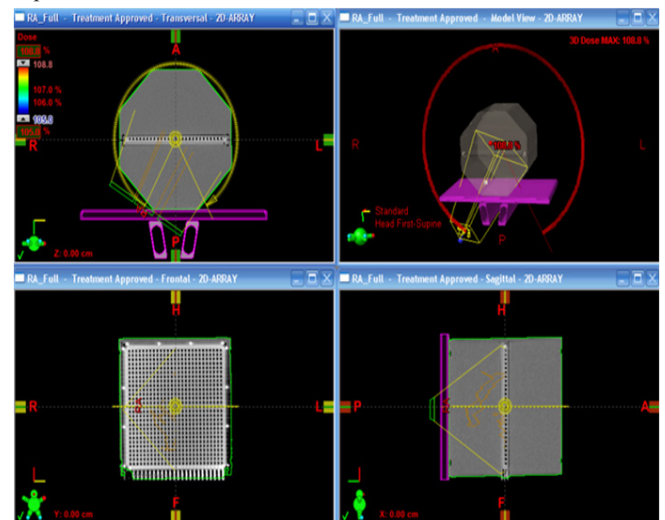 RA_Full - Treatment Approved - Transversal - 2D-ARRAY
Dose
108.8 %
108.8
107.0 %
106.0 %
105.0
105.0 %
A
R
L
P
Z: 0.00 cm
RA_Full - Treatment Approved - Model View - 2D-ARRAY
3D Dose MAX: 108.8 %
A
R
L
Standard
Head First-Supine
P
RA_Full - Treatment Approved - Frontal - 2D-ARRAY
H
R
L
F
Y: 0.00 cm
RA_Full - Treatment Approved - Sagittal - 2D-ARRAY
H
P
A
F
X: 0.00 cm